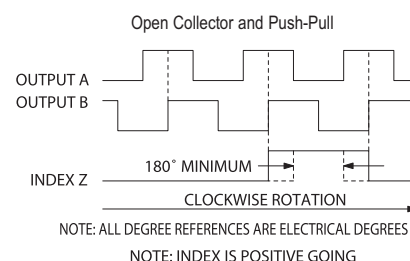 Open Collector and Push-Pull
OUTPUT A
OUTPUT B
180˚ MINIMUM
INDEX Z
CLOCKWISE ROTATION
NOTE: ALL DEGREE REFERENCES ARE ELECTRICAL DEGREES
NOTE: INDEX IS POSITIVE GOING